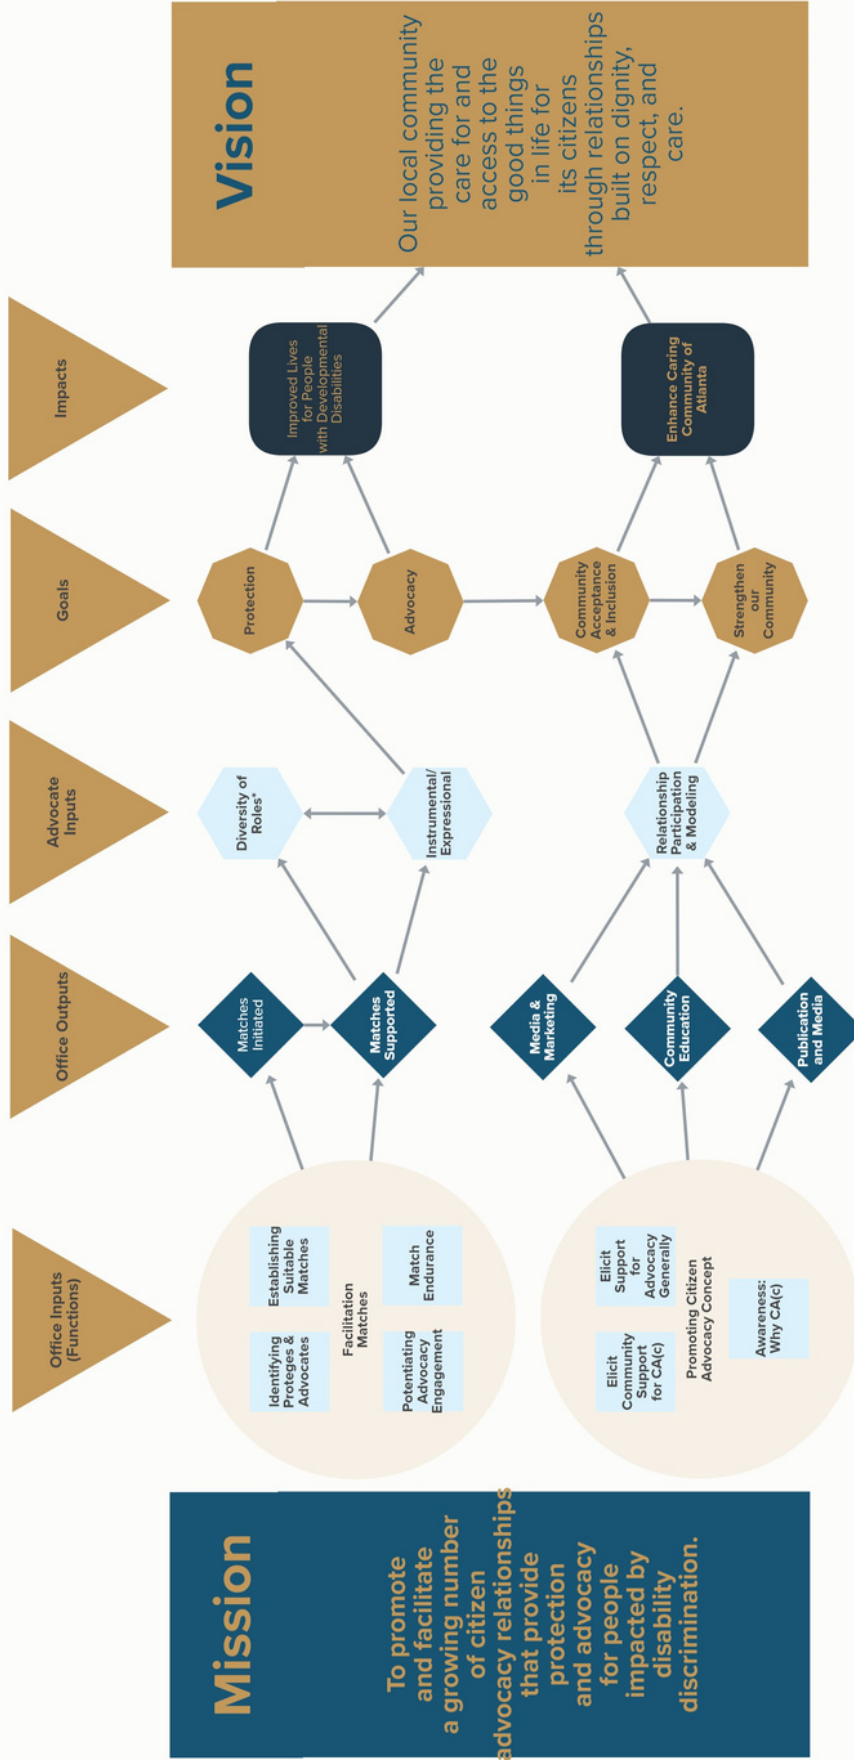 Mission
To promote
and facilitate
a growing number
of citizen
advocacy relationships
that provide
protection
and advocacy
for people
impacted by
disability
discrimination.
Office Inputs
(Functions)
Identifying
Proteges &
Advocates
Establishing
Suitable
Matches
Facilitation
Matches
Potentiating
Advocacy
Engagement
Match
Endurance
Elicit
Community
Support
for CA(c)
Elicit
Support
for
Advocacy
Generally
Promoting Citizen
Advocacy Concept
Awareness:
Why CA(c)
Office Outputs
Matches
Initiated
Matches
Supported
Media &
Marketing
Community
Education
Publication
and Media
Advocate
Inputs
Diversity of
Roles*
Instrumental/
Expressional
Relationship
Participation
& Modeling
Goals
Protection
Advocacy
Community
Acceptance
& Inclusion
Strengthen
our
Community
Impacts
Improved Lives
for People
with Developmental
Disabilities
Enhance Caring
Community of
Atlanta
Vision
Our local community
providing the
care for and
access to the
good things
in life for
its citizens
through relationships
built on dignity,
respect, and
care.